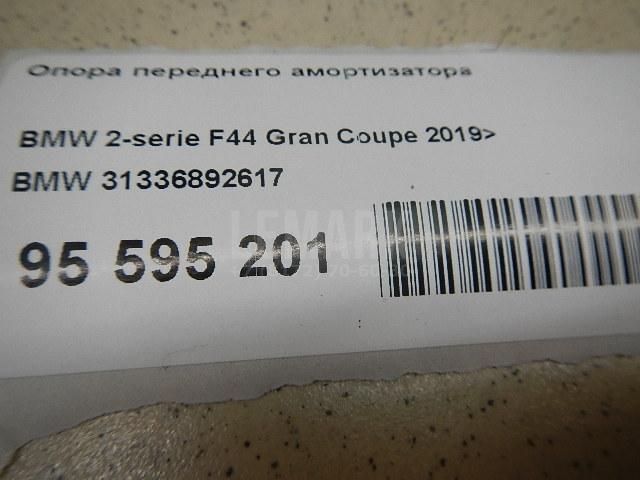 Опора переднего амортизатора
BMW 2-serie F44 Gran Coupe 2019>
BMW 31336892617
95 595 201